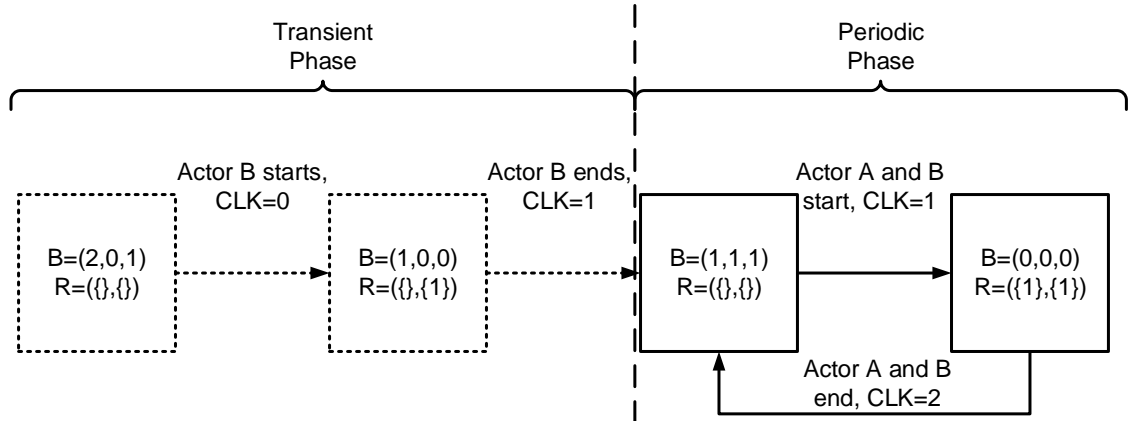 Transient
Phase
Periodic
Phase
Actor B starts,
CLK=0
Actor B ends,
CLK=1
Actor A and B
start, CLK=1
B=(2,0,1)
R=({},{})
B=(1,0,0)
R=({},{1})
B=(1,1,1)
R=({},{})
B=(0,0,0)
R=({1},{1})
Actor A and B
end, CLK=2